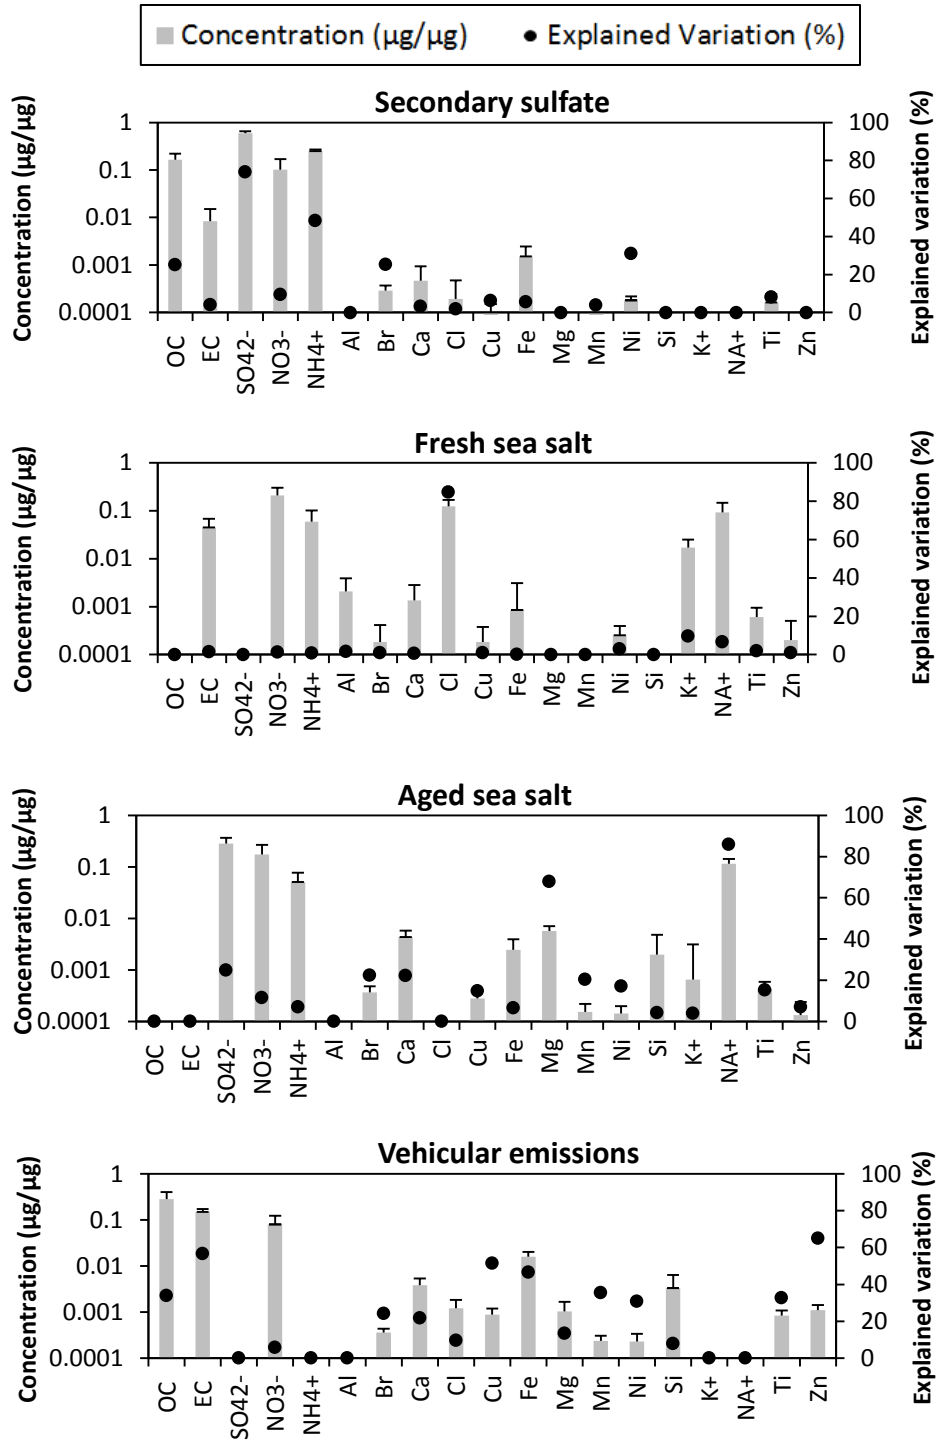 Concentration (µg/µg) Explained Variation (%)
Secondary sulfate
Concentration (µg/µg)
1
0.1
0.01
0.001
0.0001
100
80
60
40
20
0
Explained variation (%)
OC EC SO42- NO3- NH4+ Al Br Ca Cl Cu Fe Mg Mn Ni Si K+ NA+ Ti Zn
Fresh sea salt
Concentration (µg/µg)
1
0.1
0.01
0.001
0.0001
100
80
60
40
20
0
Explained variation (%)
OC EC SO42- NO3- NH4+ Al Br Ca Cl Cu Fe Mg Mn Ni Si K+ NA+ Ti Zn
Aged sea salt
Concentration (µg/µg)
1
0.1
0.01
0.001
0.0001
100
80
60
40
20
0
Explained variation (%)
OC EC SO42- NO3- NH4+ Al Br Ca Cl Cu Fe Mg Mn Ni Si K+ NA+ Ti Zn
Vehicular emissions
Concentration (µg/µg)
1
0.1
0.01
0.001
0.0001
100
80
60
40
20
0
Explained variation (%)
OC EC SO42- NO3- NH4+ Al Br Ca Cl Cu Fe Mg Mn Ni Si K+ NA+ Ti Zn